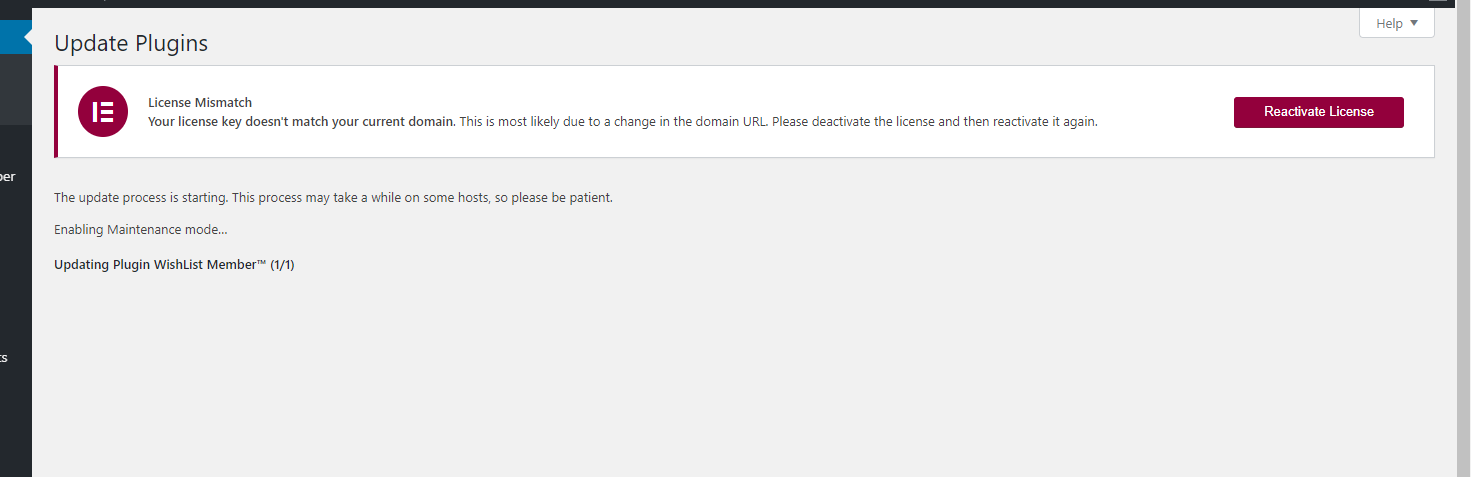 Help
Update Plugins
License Mismatch
Your license key doesn't match your current domain. This is most likely due to a change in the domain URL. Please deactivate the license and then reactivate it again.
Reactivate License
The update process is starting. This process may take a while on some hosts, so please be patient.
Enabling Maintenance mode...
Updating Plugin WishList Member™ (1/1)